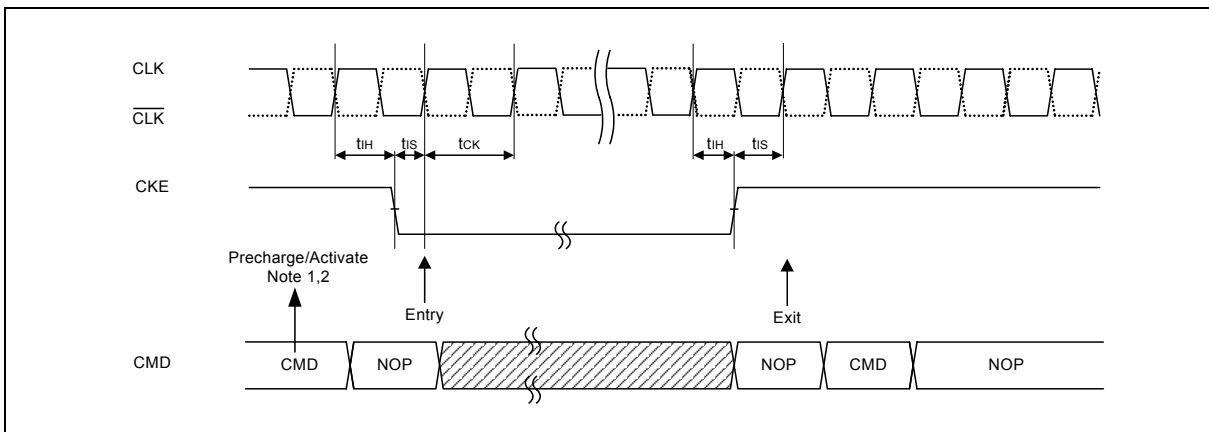 CLK
CLK
tIH tIS tCK tIH tIS
CKE
Precharge/Activate
Note 1,2
Entry
Exit
CMD CMD NOP NOP CMD NOP